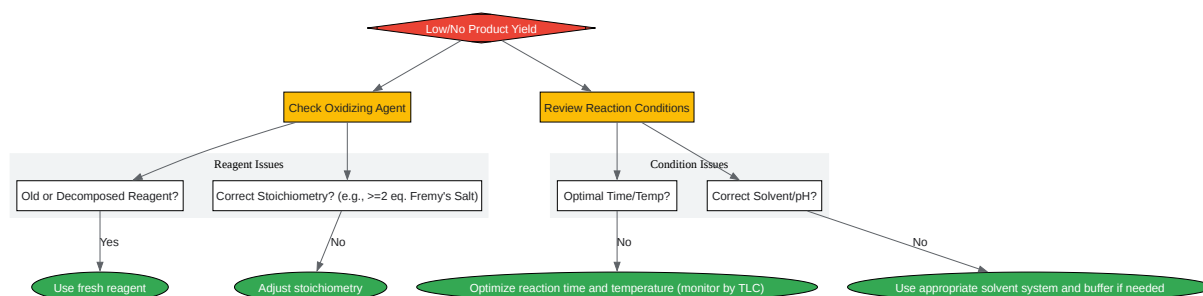 Low/No Product Yield
Check Oxidizing Agent
Review Reaction Conditions
Reagent Issues
Condition Issues
Old or Decomposed Reagent?
Correct Stoichiometry? (e.g., >=2 eq. Fremy's Salt)
Optimal Time/Temp?
Correct Solvent/pH?
Yes
No
No
No
Use fresh reagent
Adjust stoichiometry
Optimize reaction time and temperature (monitor by TLC)
Use appropriate solvent system and buffer if needed